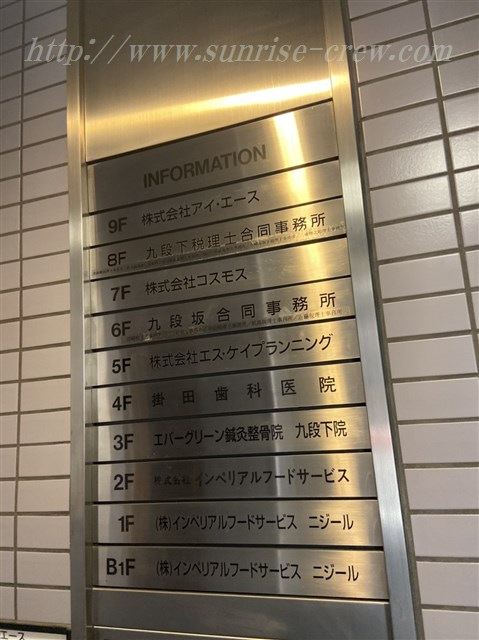 http://www.sunrise-crew.com
INFORMATION
9F 株式会社アイ・エース
8F 九段下税理士合同事務所
7F 株式会社コスモス
6F 九段坂合同事務所
5F 株式会社エス・ケイプランニング
4F 掛田歯科医院
3F エバーグリーン鍼灸整骨院 九段下院
2F 株式会社 インペリアルフードサービス
1F (株)インペリアルフードサービス ニジール
B1F (株)インペリアルフードサービス ニジール
エース